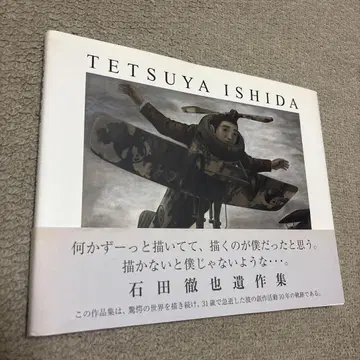 TETSUYA ISHIDA
何かずーっと描いてて、描くのが僕だったと思う。
描かないと僕じゃないような・・・。
石田徹也遺作集
この作品集は、驚愕の世界を描き続け、31歳で急逝した彼の創作活動10年の軌跡である。